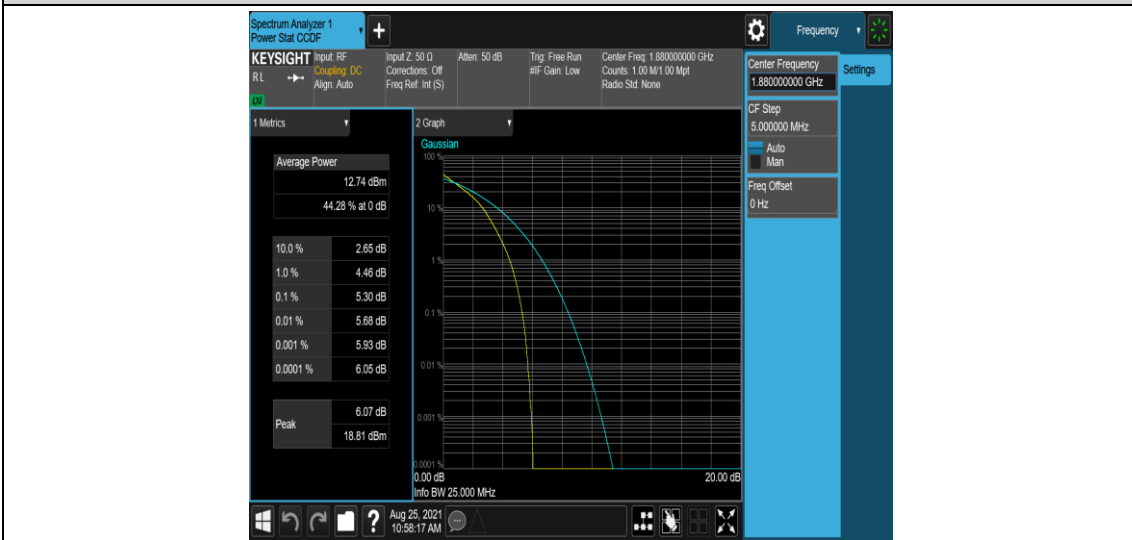 Spectrum Analyzer 1
Power Stat CCDF
+
Frequency
KEYSIGHT
RL
LXI
Input: RF
Coupling: DC
Align: Auto
Input Z: 50 Ω
Corrections: Off
Freq Ref: Int (S)
Atten: 50 dB
Trig: Free Run
#IF Gain: Low
Center Freq: 1.880000000 GHz
Counts: 1.00 M/1.00 Mpt
Radio Std: None
Center Frequency
1.880000000 GHz
Settings
CF Step
5.000000 MHz
Auto
Man
Freq Offset
0 Hz
1 Metrics
Average Power
12.74 dBm
44.28 % at 0 dB
10.0 % 2.65 dB
1.0 % 4.46 dB
0.1 % 5.30 dB
0.01 % 5.68 dB
0.001 % 5.93 dB
0.0001 % 6.05 dB
Peak 6.07 dB
18.81 dBm
2 Graph
Gaussian
100 %
10 %
1 %
0.1 %
0.01 %
0.001 %
0.0001 %
0.00 dB 20.00 dB
Info BW 25.000 MHz
?
Aug 25, 2021
10:58:17 AM